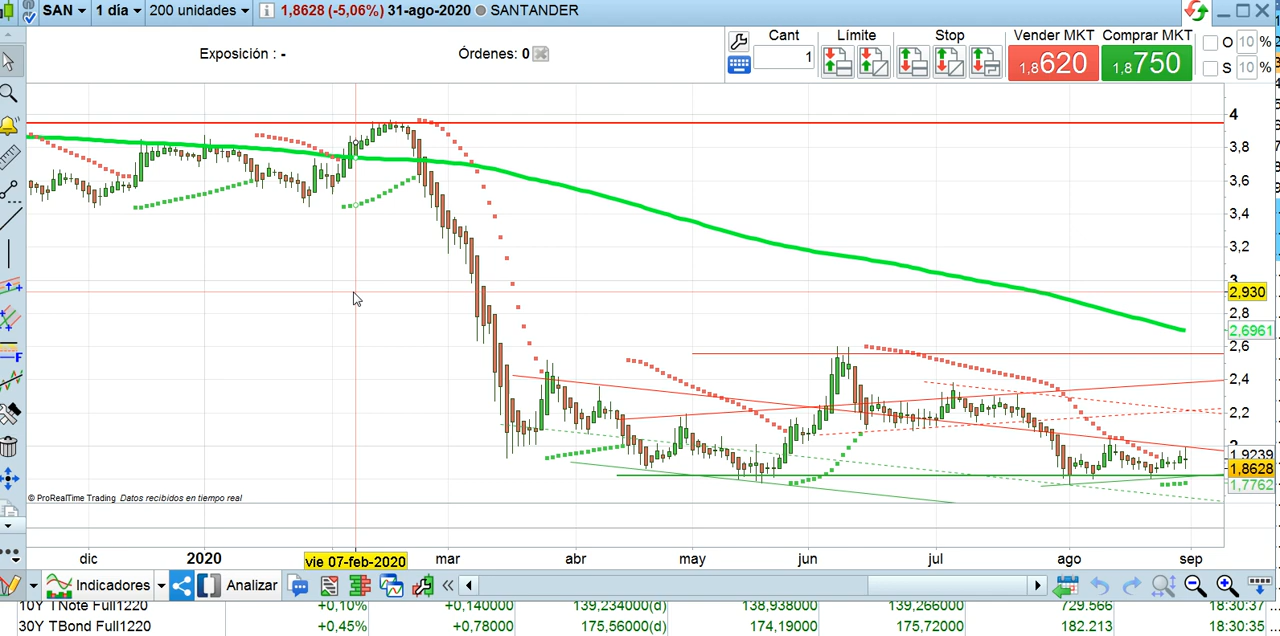 SAN 1 día 200 unidades 1,8628 (-5,06%) 31-ago-2020 SANTANDER
Exposición : - Órdenes: 0 Cant 1 Límite Stop Vender MKT Comprar MKT
1,8620 1,8750
O 10 %
S 10 %
4
3,8
3,6
3,4
3,2
3
2,930
2,8
2,6961
2,6
2,4
2,2
2
1,9239
1,8628
1,7762
© ProRealTime Trading Datos recibidos en tiempo real
dic 2020 vie 07-feb-2020 mar abr may jun jul ago sep
Indicadores Analizar
10Y TNote Full1220 +0,10% +0,140000 139,234000(d) 138,938000 139,266000 729.566 18:30:37
30Y TBond Full1220 +0,45% +0,78000 175,56000(d) 174,19000 175,72000 182.213 18:30:35